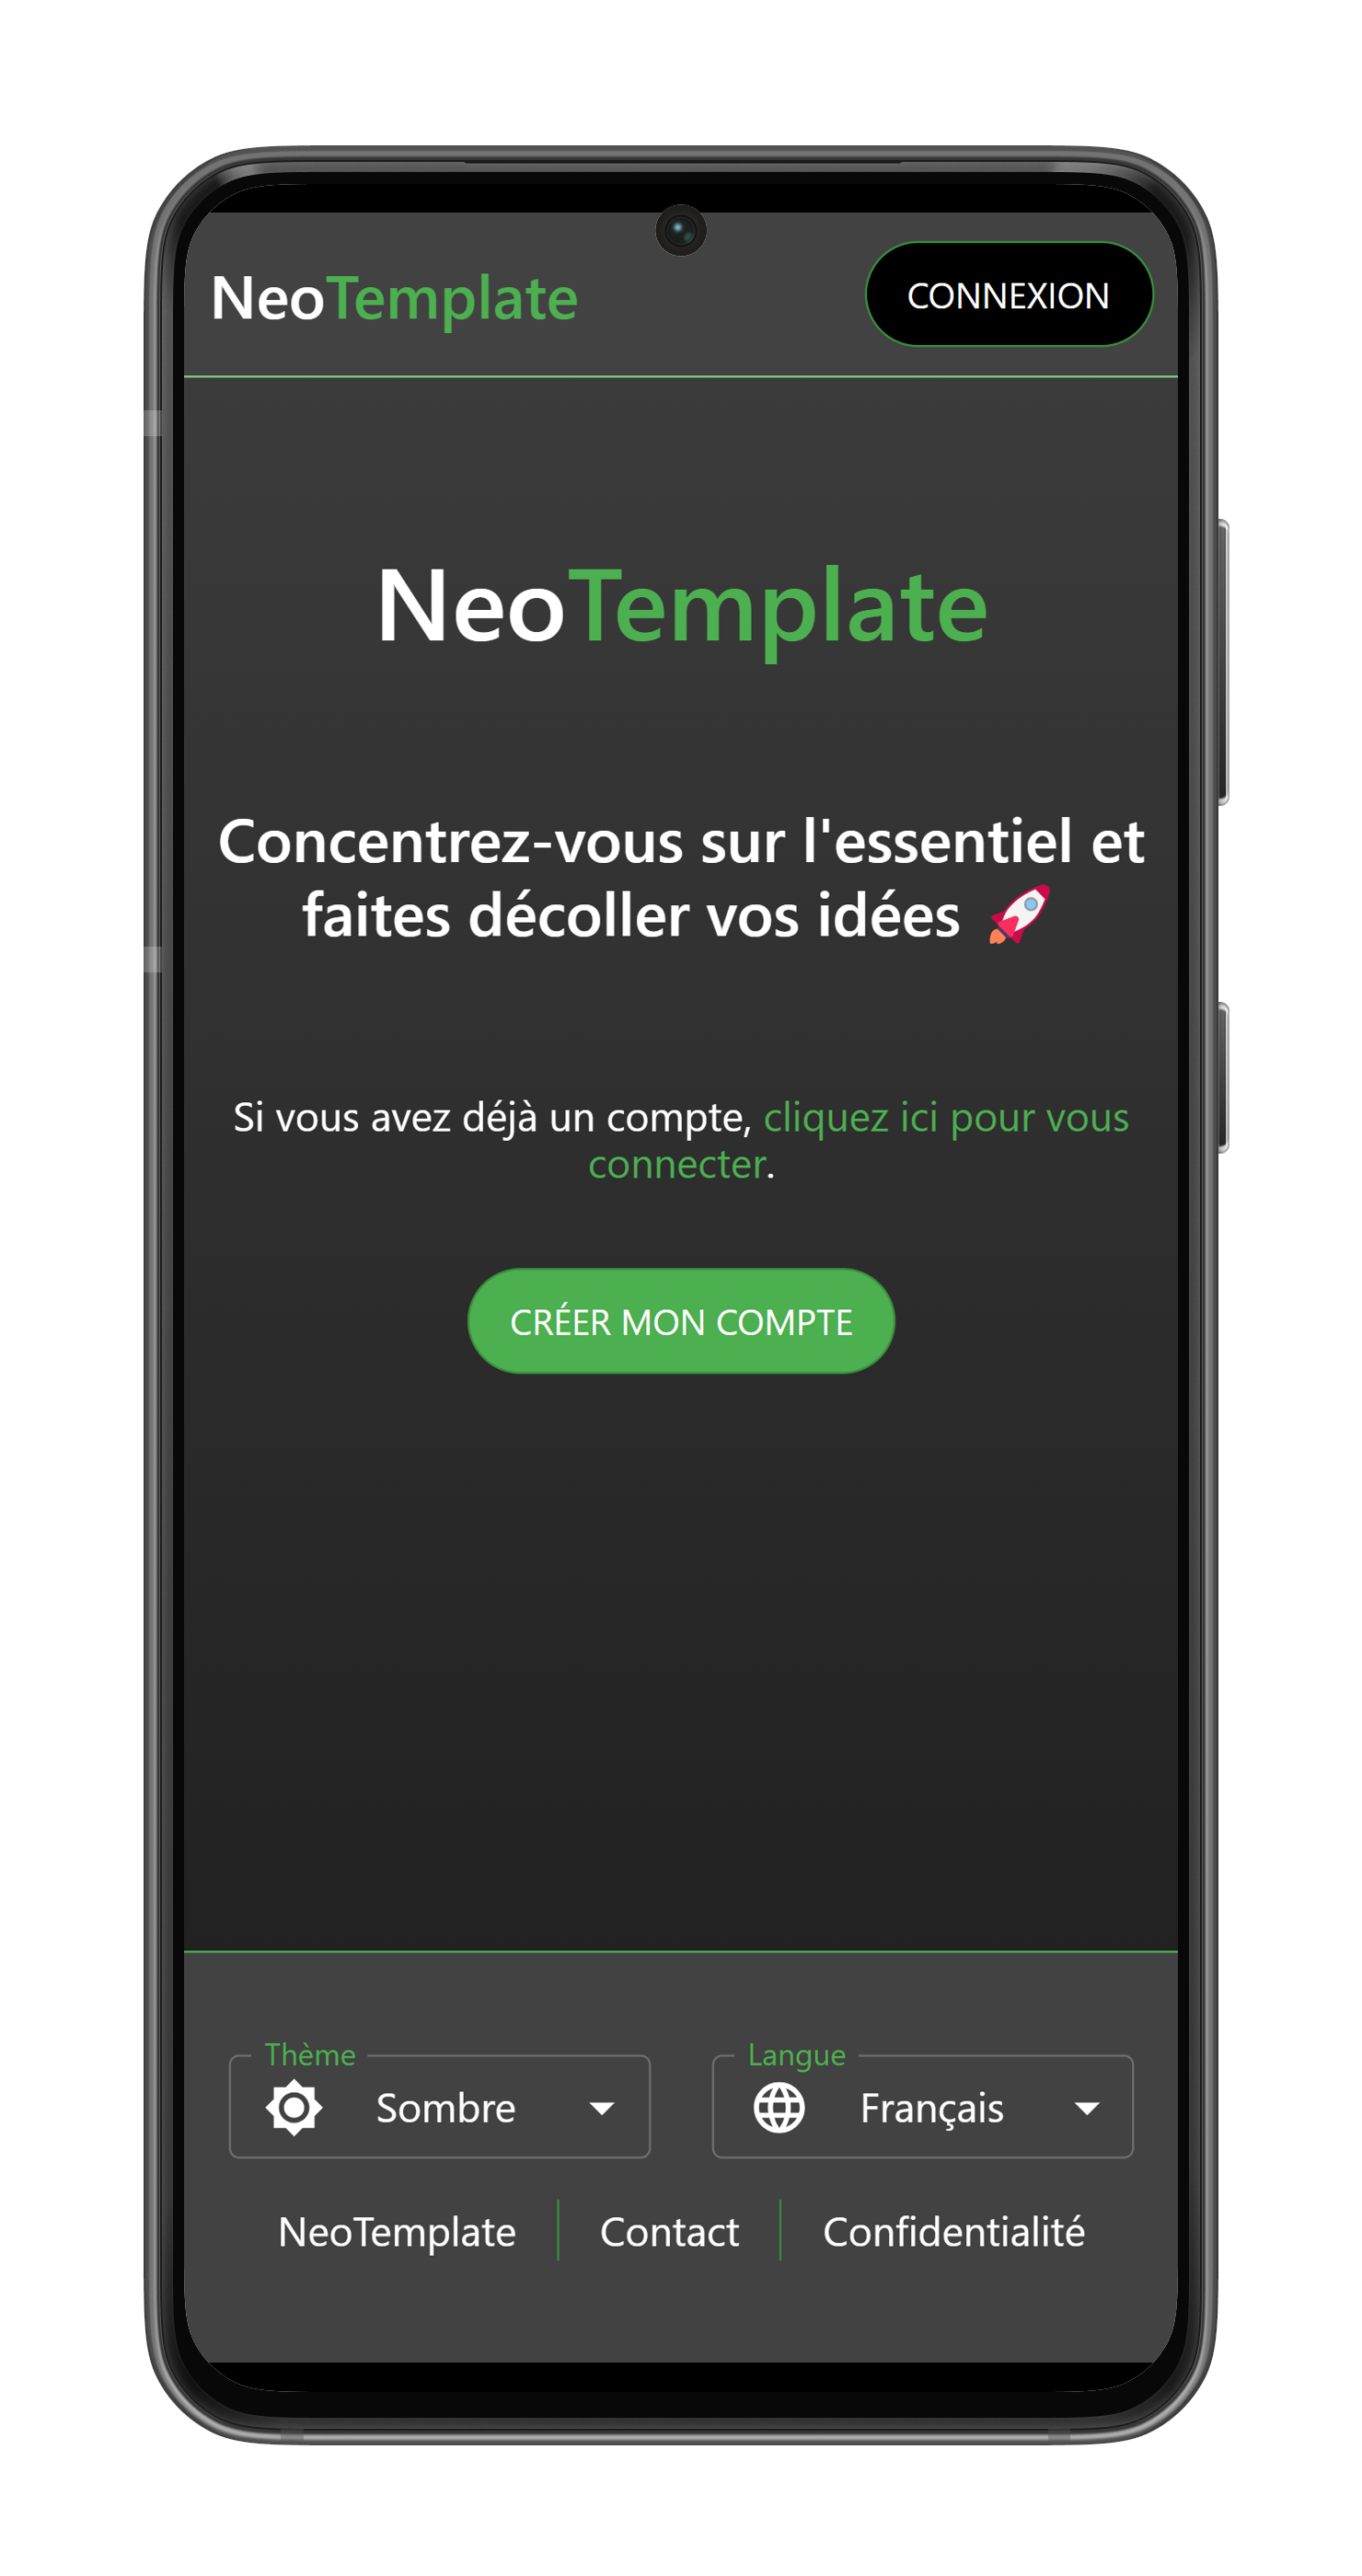 NeoTemplate
CONNEXION
NeoTemplate
Concentrez-vous sur l'essentiel et
faites décoller vos idées 🚀
Si vous avez déjà un compte, cliquez ici pour vous
connecter.
CRÉER MON COMPTE
Thème
Sombre
Langue
Français
NeoTemplate
Contact
Confidentialité